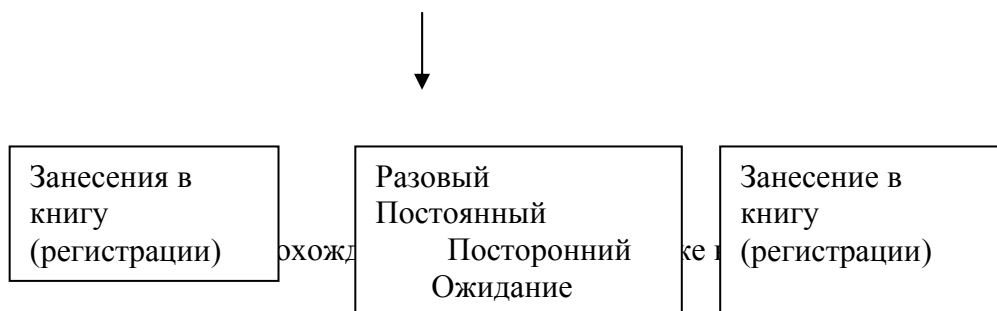 Занесения в
книгу
(регистрации)
Разовый
Постоянный
Посторонний
Ожидание
Занесение в
книгу
(регистрации)